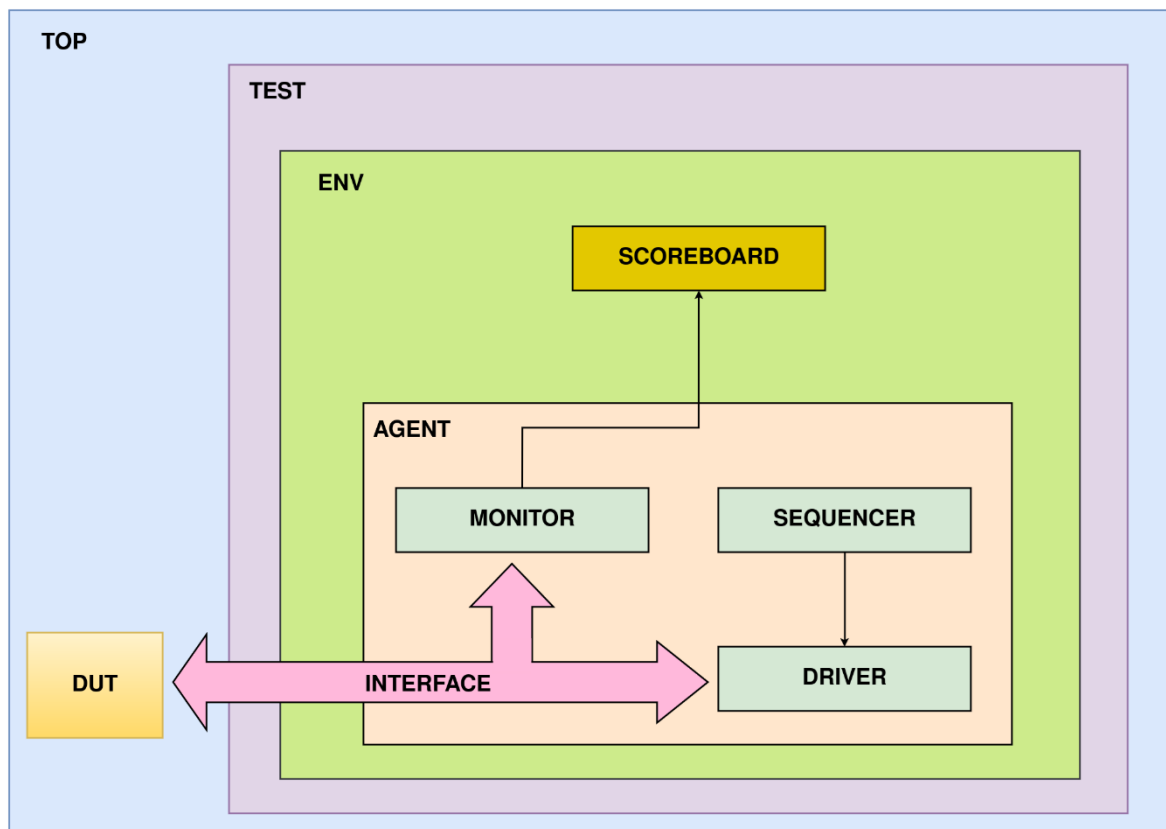 TOP
TEST
ENV
SCOREBOARD
AGENT
MONITOR
SEQUENCER
DUT
INTERFACE
DRIVER